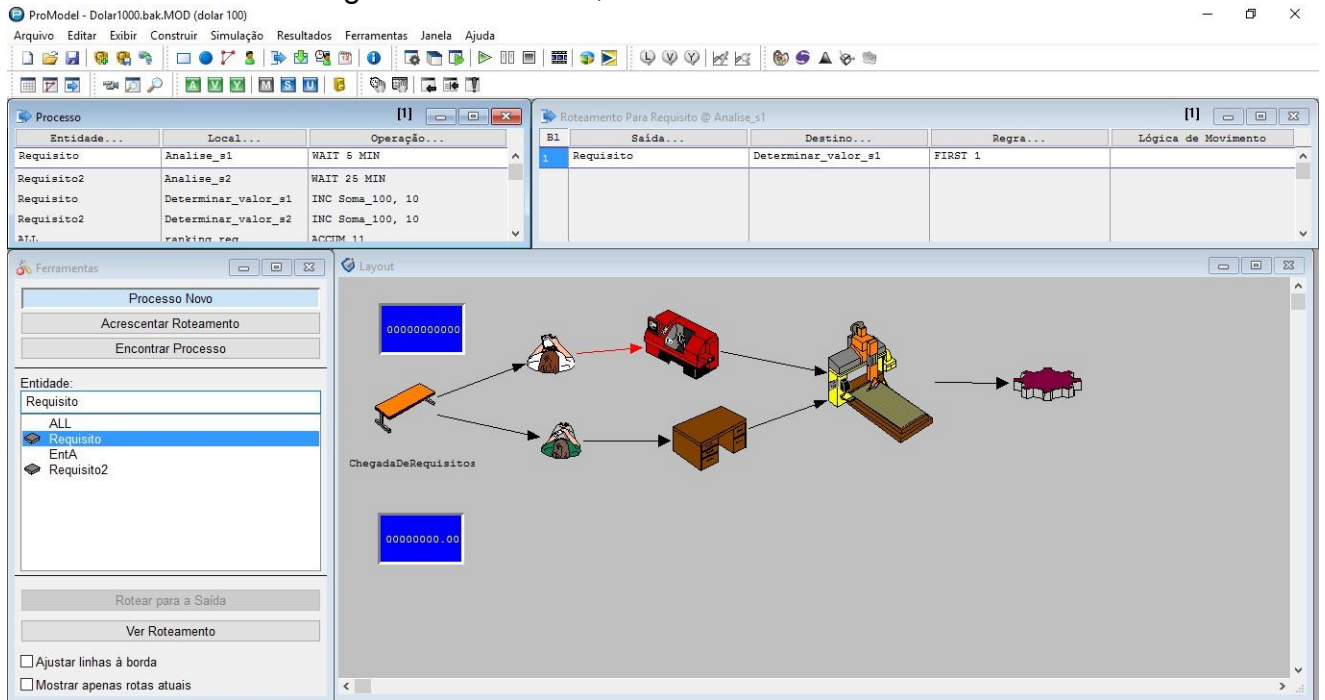 ProModel - Dolar1000.bak.MOD (dolar 100)
Arquivo Editar Exibir Construir Simulação Resultados Ferramentas Janela Ajuda
Processo [1]
Entidade... Local... Operação...
Requisito Analise_s1 WAIT 5 MIN
Requisito2 Analise_s2 WAIT 25 MIN
Requisito Determinar_valor_s1 INC Soma_100, 10
Requisito2 Determinar_valor_s2 INC Soma_100, 10
ALL ranking_req ACCUM 11
Roteamento Para Requisito @ Analise_s1 [1]
Bl Saída... Destino... Regra... Lógica de Movimento
1 Requisito Determinar_valor_s1 FIRST 1
Ferramentas
Processo Novo
Acrescentar Roteamento
Encontrar Processo
Entidade:
Requisito
ALL
Requisito
EntA
Requisito2
Rotear para a Saída
Ver Roteamento
Ajustar linhas à borda
Mostrar apenas rotas atuais
Layout
00000000000
ChegadaDeRequisitos
00000000.00